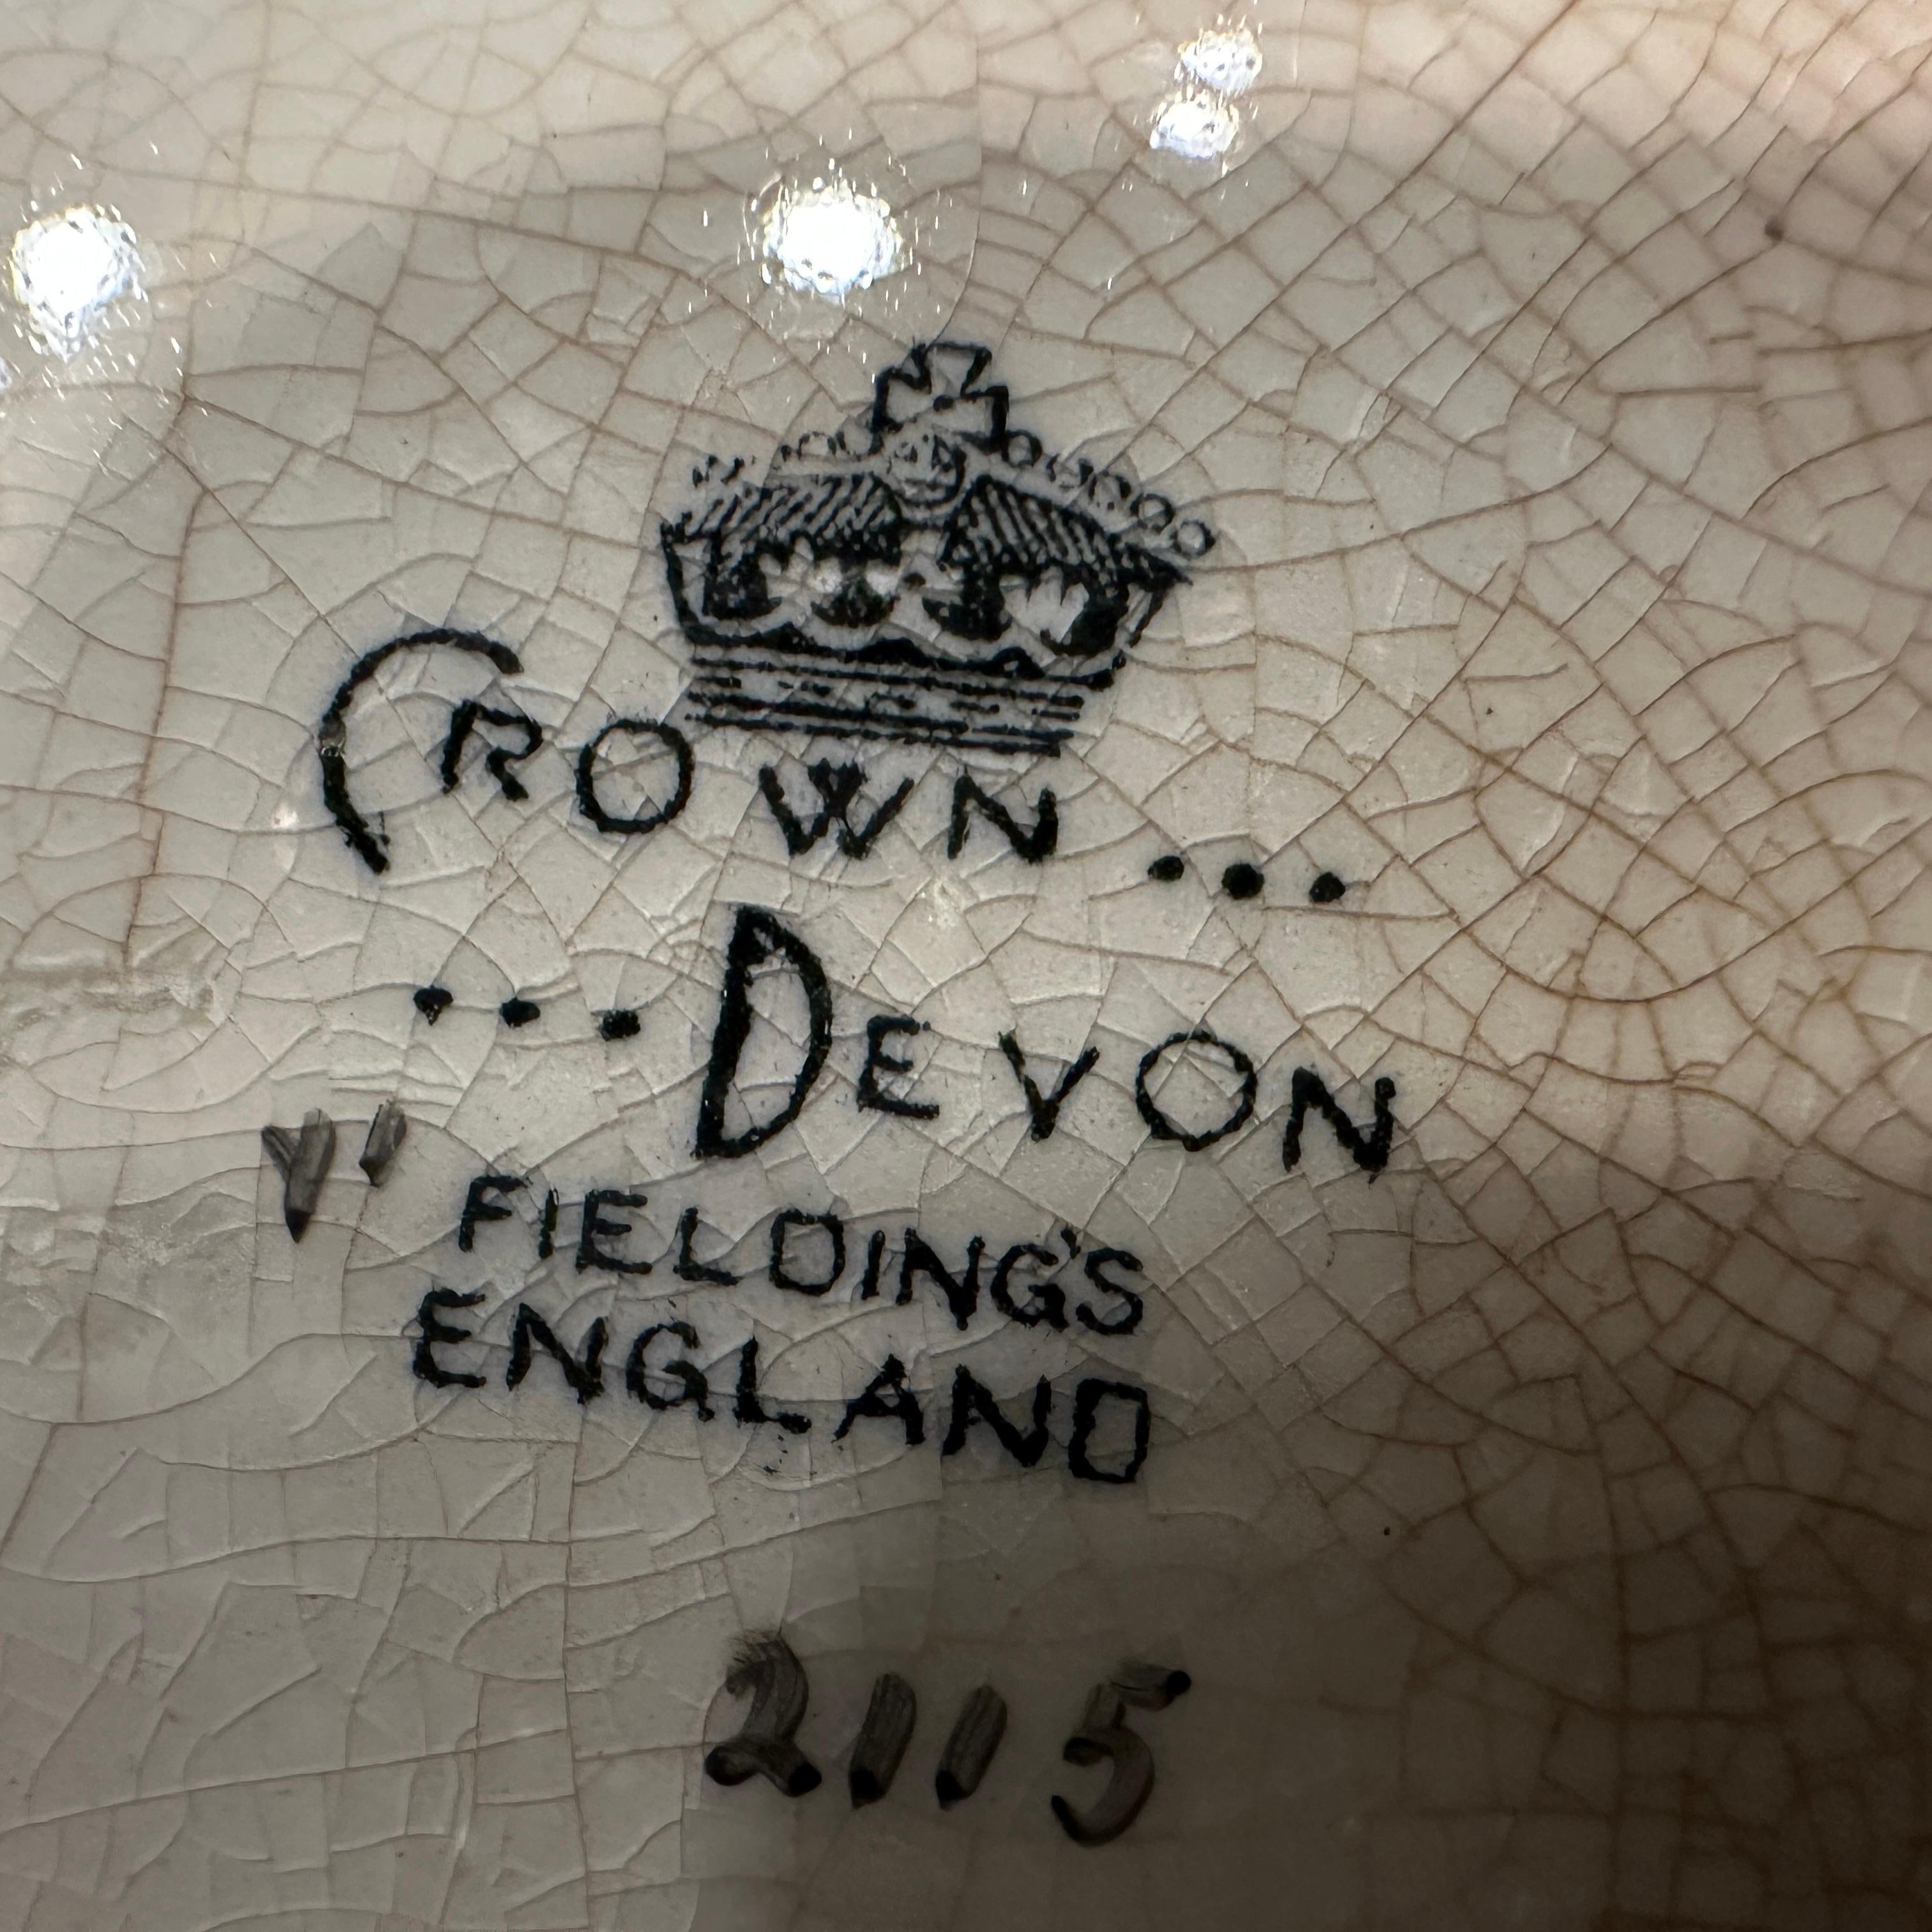 CROWN...
...DEVON
FIELDING'S
ENGLAND
2115